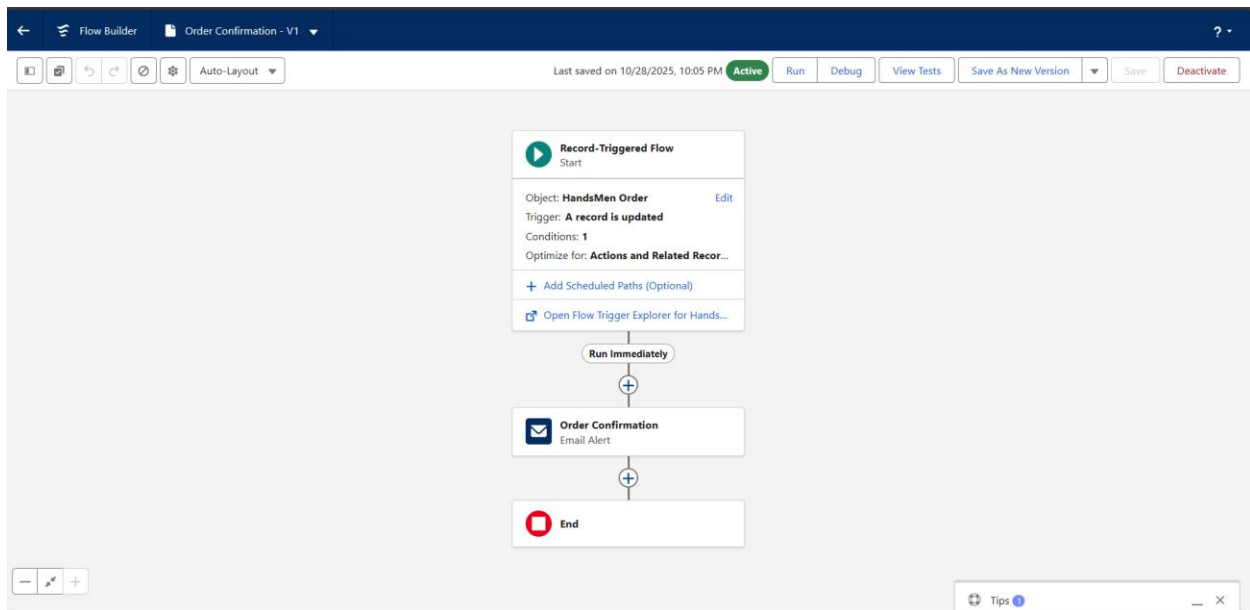 Flow Builder
Order Confirmation - V1
?
Auto-Layout
Last saved on 10/28/2025, 10:05 PM
Active
Run
Debug
View Tests
Save As New Version
Save
Deactivate
Record-Triggered Flow
Start
Object: HandsMen Order
Edit
Trigger: A record is updated
Conditions: 1
Optimize for: Actions and Related Recor...
+ Add Scheduled Paths (Optional)
Open Flow Trigger Explorer for Hands...
Run Immediately
Order Confirmation
Email Alert
End
Tips 1